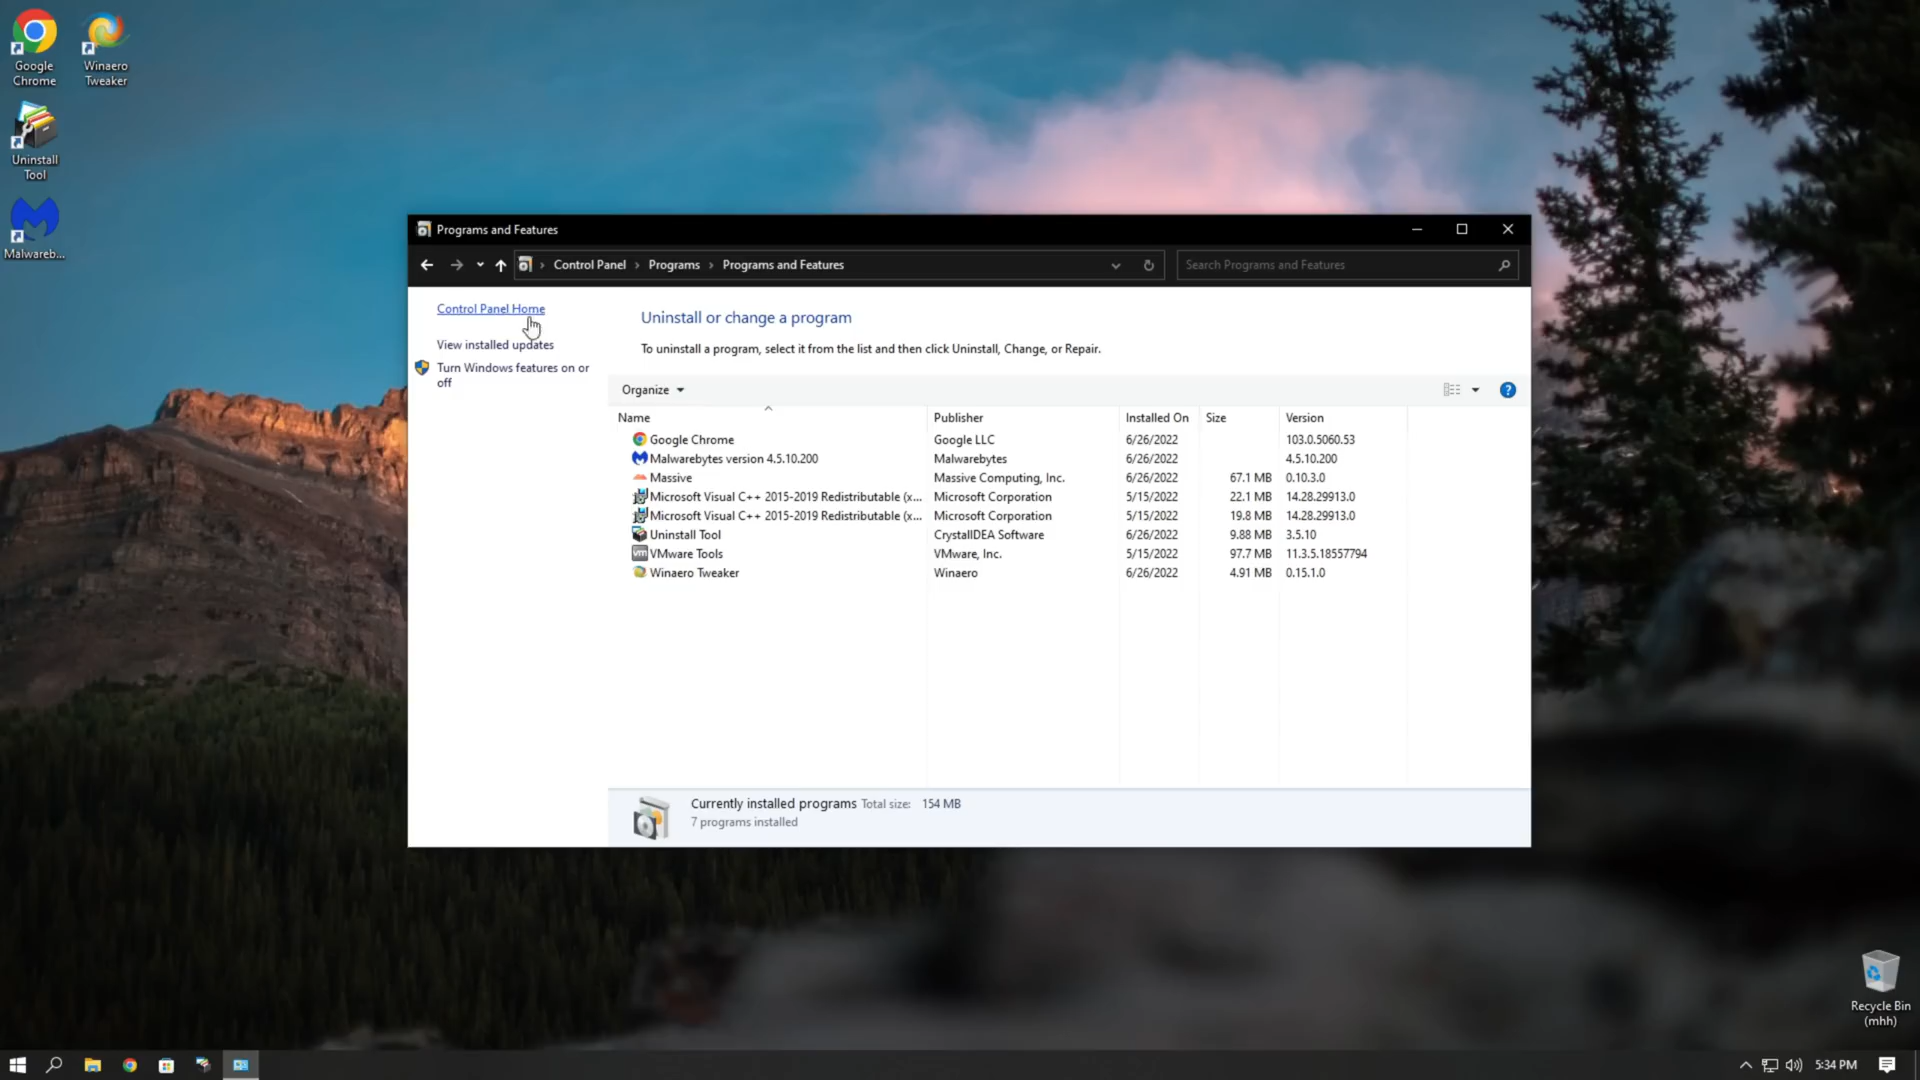 Google
Chrome
Winaero
Tweaker
Uninstall
Tool
Malwareb...
Programs and Features
Control Panel > Programs > Programs and Features
Search Programs and Features
Control Panel Home
View installed updates
Turn Windows features on or
off
Uninstall or change a program
To uninstall a program, select it from the list and then click Uninstall, Change, or Repair.
Organize
Name Publisher Installed On Size Version
Google Chrome Google LLC 6/26/2022 103.0.5060.53
Malwarebytes version 4.5.10.200 Malwarebytes 6/26/2022 4.5.10.200
Massive Massive Computing, Inc. 6/26/2022 67.1 MB 0.10.3.0
Microsoft Visual C++ 2015-2019 Redistributable (x... Microsoft Corporation 5/15/2022 22.1 MB 14.28.29913.0
Microsoft Visual C++ 2015-2019 Redistributable (x... Microsoft Corporation 5/15/2022 19.8 MB 14.28.29913.0
Uninstall Tool CrystalIDEA Software 6/26/2022 9.88 MB 3.5.10
VMware Tools VMware, Inc. 5/15/2022 97.7 MB 11.3.5.18557794
Winaero Tweaker Winaero 6/26/2022 4.91 MB 0.15.1.0
Currently installed programs Total size: 154 MB
7 programs installed
Recycle Bin
(mhh)
5:34 PM